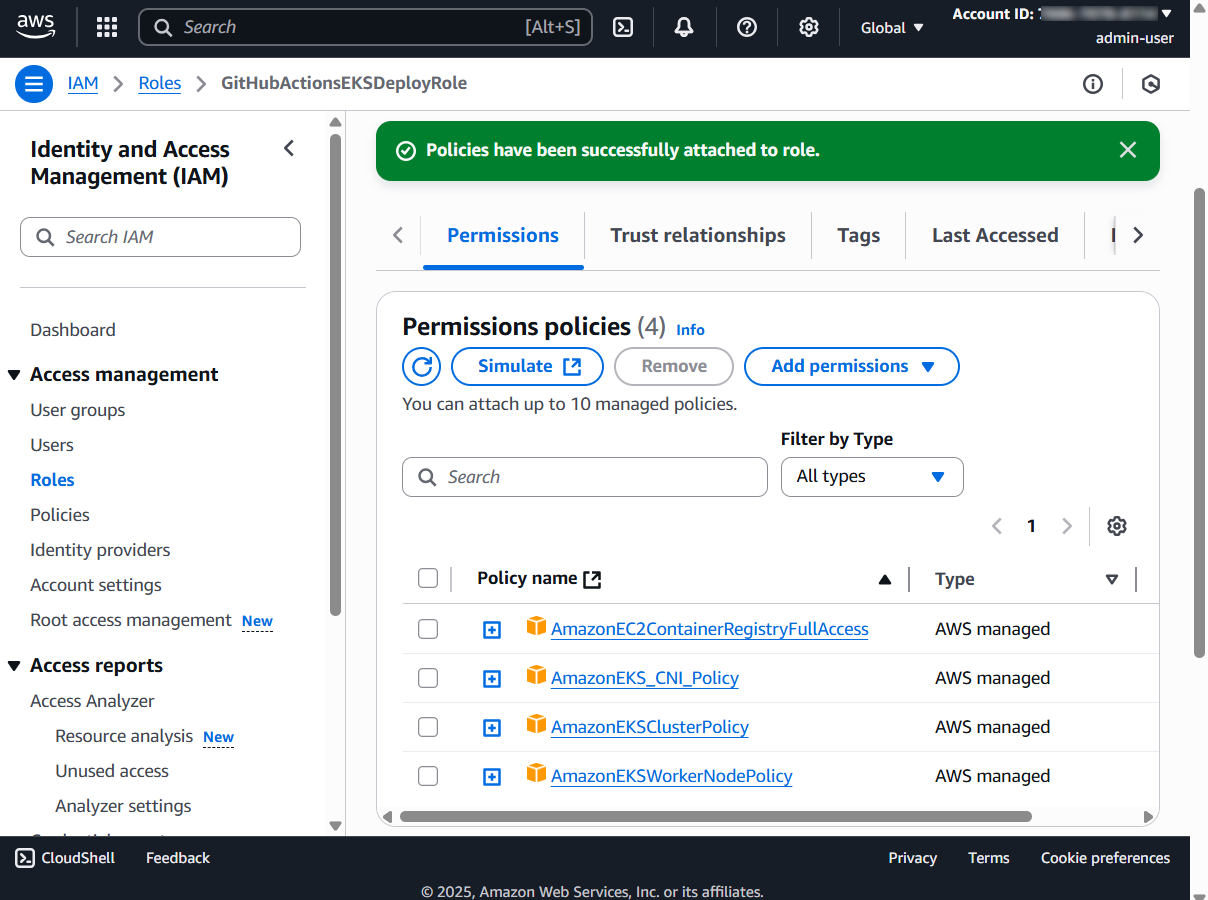 aws
Search
[Alt+S]
Global
Account ID:
admin-user
IAM
Roles
GitHubActionsEKSDeployRole
Identity and Access
Management (IAM)
Search IAM
Dashboard
Access management
User groups
Users
Roles
Policies
Identity providers
Account settings
Root access management New
Access reports
Access Analyzer
Resource analysis New
Unused access
Analyzer settings
Policies have been successfully attached to role.
Permissions
Trust relationships
Tags
Last Accessed
Permissions policies (4) Info
Simulate
Remove
Add permissions
You can attach up to 10 managed policies.
Filter by Type
Search
All types
1
Policy name
Type
AmazonEC2ContainerRegistryFullAccess AWS managed
AmazonEKS_CNI_Policy AWS managed
AmazonEKSClusterPolicy AWS managed
AmazonEKSWorkerNodePolicy AWS managed
CloudShell
Feedback
Privacy
Terms
Cookie preferences
© 2025, Amazon Web Services, Inc. or its affiliates.